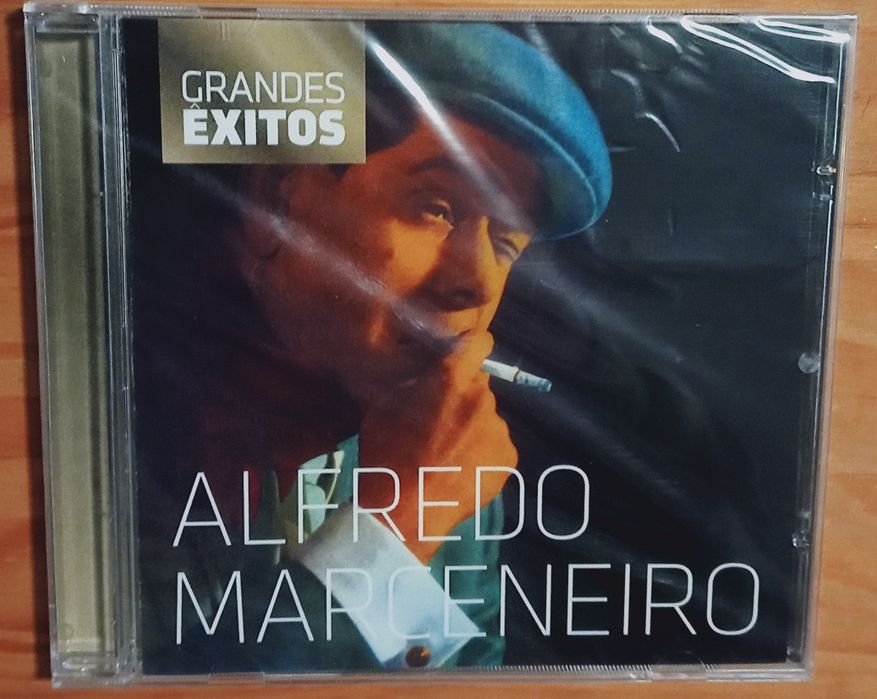 GRANDES
ÊXITOS
ALFREDO
MARCENEIRO